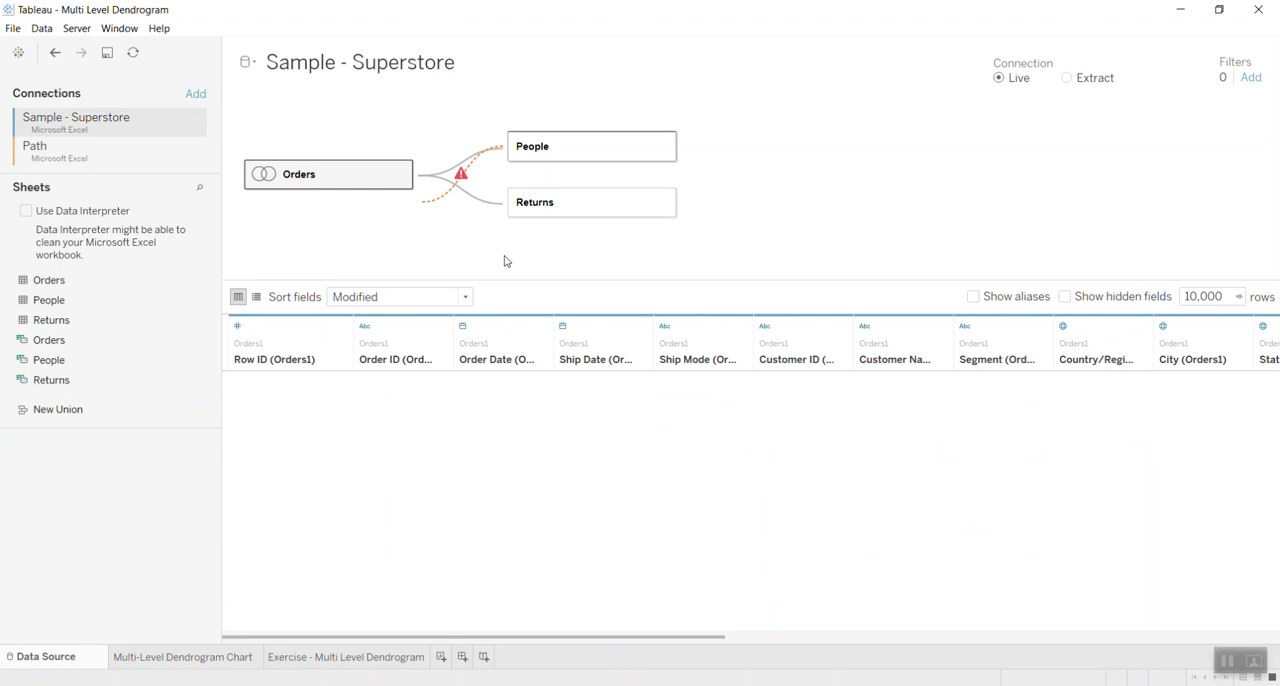 Tableau - Multi Level Dendrogram
File Data Server Window Help
Connections Add
Sample - Superstore
Microsoft Excel
Path
Microsoft Excel
Sheets
Use Data Interpreter
Data Interpreter might be able to
clean your Microsoft Excel
workbook.
Orders
People
Returns
Orders
People
Returns
New Union
Sample - Superstore
Connection
Live Extract
Filters
0 Add
Orders
People
Returns
Sort fields Modified
Show aliases Show hidden fields 10,000 rows
# Abc Abc Abc Abc Abc
Orders1 Orders1 Orders1 Orders1 Orders1 Orders1 Orders1 Orders1 Orders1 Orders1 Order
Row ID (Orders1) Order ID (Ord... Order Date (O... Ship Date (Or... Ship Mode (Or... Customer ID (... Customer Na... Segment (Ord... Country/Regi... City (Orders1) Stat
Data Source Multi-Level Dendrogram Chart Exercise - Multi Level Dendrogram